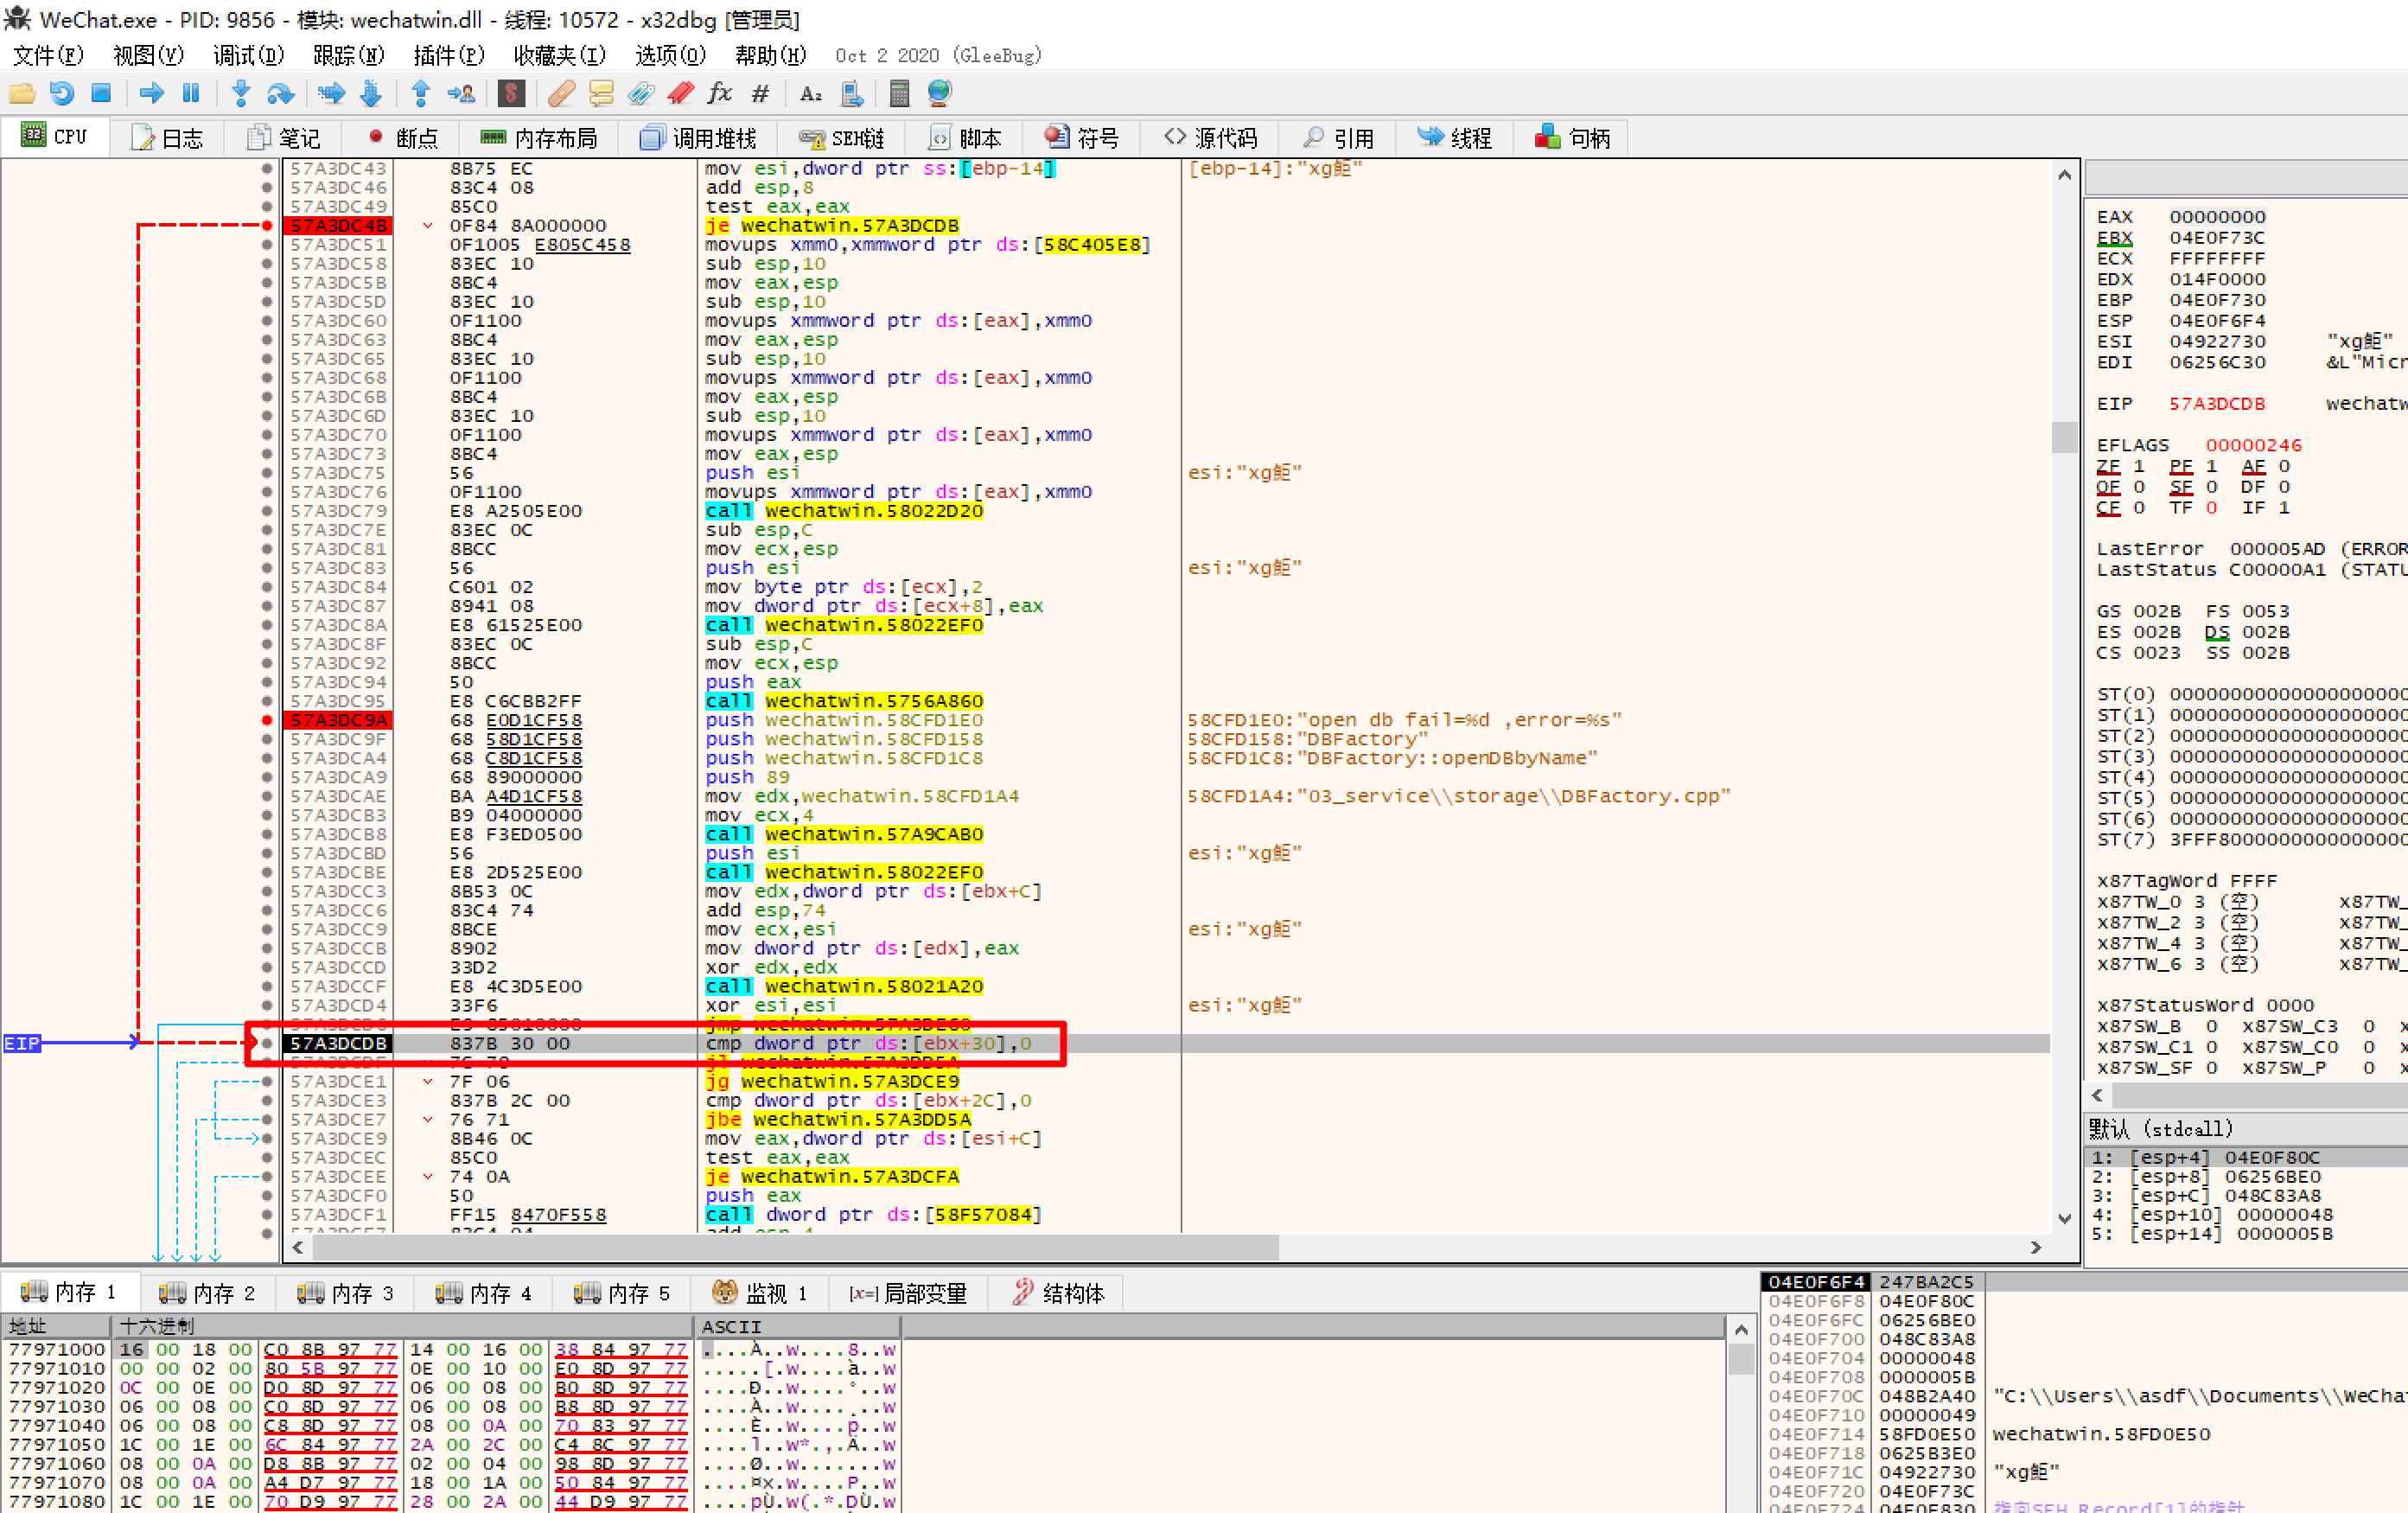 WeChat.exe - PID: 9856 - 模块: wechatwin.dll - 线程: 10572 - x32dbg [管理员]
文件(F) 视图(V) 调试(D) 跟踪(N) 插件(P) 收藏夹(I) 选项(O) 帮助(H) Oct 2 2020 (GleeBug)
CPU 日志 笔记 断点 内存布局 调用堆栈 SEH链 脚本 符号 源代码 引用 线程 句柄
57A3DC43 8B75 EC mov esi,dword ptr ss:[ebp-14] [ebp-14]:"xg鉅"
57A3DC46 83C4 08 add esp,8
57A3DC49 85C0 test eax,eax
57A3DC4B 0F84 8A000000 je wechatwin.57A3DCDB
57A3DC51 0F1005 E805C458 movups xmm0,xmmword ptr ds:[58C405E8]
57A3DC58 83EC 10 sub esp,10
57A3DC5B 8BC4 mov eax,esp
57A3DC5D 83EC 10 sub esp,10
57A3DC60 0F1100 movups xmmword ptr ds:[eax],xmm0
57A3DC63 8BC4 mov eax,esp
57A3DC65 83EC 10 sub esp,10
57A3DC68 0F1100 movups xmmword ptr ds:[eax],xmm0
57A3DC6B 8BC4 mov eax,esp
57A3DC6D 83EC 10 sub esp,10
57A3DC70 0F1100 movups xmmword ptr ds:[eax],xmm0
57A3DC73 8BC4 mov eax,esp
57A3DC75 56 push esi esi:"xg鉅"
57A3DC76 0F1100 movups xmmword ptr ds:[eax],xmm0
57A3DC79 E8 A2505E00 call wechatwin.58022D20
57A3DC7E 83EC 0C sub esp,C
57A3DC81 8BCC mov ecx,esp
57A3DC83 56 push esi esi:"xg鉅"
57A3DC84 C601 02 mov byte ptr ds:[ecx],2
57A3DC87 8941 08 mov dword ptr ds:[ecx+8],eax
57A3DC8A E8 61525E00 call wechatwin.58022EF0
57A3DC8F 83EC 0C sub esp,C
57A3DC92 8BCC mov ecx,esp
57A3DC94 50 push eax
57A3DC95 E8 C6CBB2FF call wechatwin.5756A860
57A3DC9A 68 E0D1CF58 push wechatwin.58CFD1E0 58CFD1E0:"open db fail=%d ,error=%s"
57A3DC9F 68 58D1CF58 push wechatwin.58CFD158 58CFD158:"DBFactory"
57A3DCA4 68 C8D1CF58 push wechatwin.58CFD1C8 58CFD1C8:"DBFactory::openDBbyName"
57A3DCA9 68 89000000 push 89
57A3DCAE BA A4D1CF58 mov edx,wechatwin.58CFD1A4 58CFD1A4:"03_service\\storage\\DBFactory.cpp"
57A3DCB3 B9 04000000 mov ecx,4
57A3DCB8 E8 F3ED0500 call wechatwin.57A9CAB0
57A3DCBD 56 push esi esi:"xg鉅"
57A3DCBE E8 2D525E00 call wechatwin.58022EF0
57A3DCC3 8B53 0C mov edx,dword ptr ds:[ebx+C]
57A3DCC6 83C4 74 add esp,74
57A3DCC9 8BCE mov ecx,esi esi:"xg鉅"
57A3DCCB 8902 mov dword ptr ds:[edx],eax
57A3DCCD 33D2 xor edx,edx
57A3DCCF E8 4C3D5E00 call wechatwin.58021A20
57A3DCD4 33F6 xor esi,esi esi:"xg鉅"
EIP 57A3DCDB 837B 30 00 cmp dword ptr ds:[ebx+30],0
57A3DCE1 7F 06 jg wechatwin.57A3DCE9
57A3DCE3 837B 2C 00 cmp dword ptr ds:[ebx+2C],0
57A3DCE7 76 71 jbe wechatwin.57A3DD5A
57A3DCE9 8B46 0C mov eax,dword ptr ds:[esi+C]
57A3DCEC 85C0 test eax,eax
57A3DCEE 74 0A je wechatwin.57A3DCFA
57A3DCF0 50 push eax
57A3DCF1 FF15 8470F558 call dword ptr ds:[58F57084]
EAX 00000000
EBX 04E0F73C
ECX FFFFFFFF
EDX 014F0000
EBP 04E0F730
ESP 04E0F6F4
ESI 04922730 "xg鉅"
EDI 06256C30 &L"Micr
EIP 57A3DCDB wechatw
EFLAGS 00000246
ZF 1 PF 1 AF 0
OF 0 SF 0 DF 0
CF 0 TF 0 IF 1
LastError 000005AD (ERROR
LastStatus C00000A1 (STATU
GS 002B FS 0053
ES 002B DS 002B
CS 0023 SS 002B
ST(0) 00000000000000000000
ST(1) 00000000000000000000
ST(2) 00000000000000000000
ST(3) 00000000000000000000
ST(4) 00000000000000000000
ST(5) 00000000000000000000
ST(6) 00000000000000000000
ST(7) 3FFF8000000000000000
x87TagWord FFFF
x87TW_0 3 (空) x87TW_
x87TW_2 3 (空) x87TW_
x87TW_4 3 (空) x87TW_
x87TW_6 3 (空) x87TW_
x87StatusWord 0000
x87SW_B 0 x87SW_C3 0 x
x87SW_C1 0 x87SW_C0 0 x
x87SW_SF 0 x87SW_P 0 x
默认 (stdcall)
1: [esp+4] 04E0F80C
2: [esp+8] 06256BE0
3: [esp+C] 048C83A8
4: [esp+10] 00000048
5: [esp+14] 0000005B
内存 1 内存 2 内存 3 内存 4 内存 5 监视 1 [x=] 局部变量 结构体
地址 十六进制 ASCII
77971000 16 00 18 00 C0 8B 97 77 14 00 16 00 38 84 97 77 ....À..w....8..w
77971010 00 00 02 00 80 5B 97 77 0E 00 10 00 E0 8D 97 77 .....[.w....à..w
77971020 0C 00 0E 00 D0 8D 97 77 06 00 08 00 B0 8D 97 77 ....Ð..w....°..w
77971030 06 00 08 00 C0 8D 97 77 06 00 08 00 B8 8D 97 77 ....À..w....¸..w
77971040 06 00 08 00 C8 8D 97 77 08 00 0A 00 70 83 97 77 ....È..w....p..w
77971050 1C 00 1E 00 6C 84 97 77 2A 00 2C 00 C4 8C 97 77 ....l..w*.,.Ä..w
77971060 08 00 0A 00 D8 8B 97 77 02 00 04 00 98 8D 97 77 ....Ø..w.......w
77971070 08 00 0A 00 A4 D7 97 77 18 00 1A 00 50 84 97 77 ....¤×.w....P..w
77971080 1C 00 1E 00 70 D9 97 77 28 00 2A 00 44 D9 97 77 ....pÙ.w(.*.DÙ.w
04E0F6F4 247BA2C5
04E0F6F8 04E0F80C
04E0F6FC 06256BE0
04E0F700 048C83A8
04E0F704 00000048
04E0F708 0000005B
04E0F70C 048B2A40 "C:\\Users\\asdf\\Documents\\WeChat
04E0F710 00000049
04E0F714 58FD0E50 wechatwin.58FD0E50
04E0F718 0625B3E0
04E0F71C 04922730 "xg鉅"
04E0F720 04E0F73C
04E0F724 04E0F830 指向SEH_Record[1]的指针